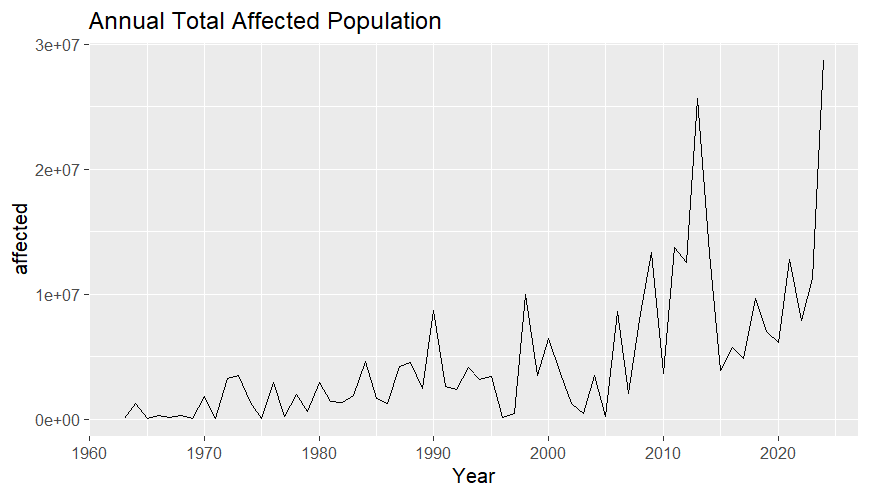 Annual Total Affected Population
3e+07
2e+07
1e+07
0e+00
affected
1960 1970 1980 1990 2000 2010 2020
Year